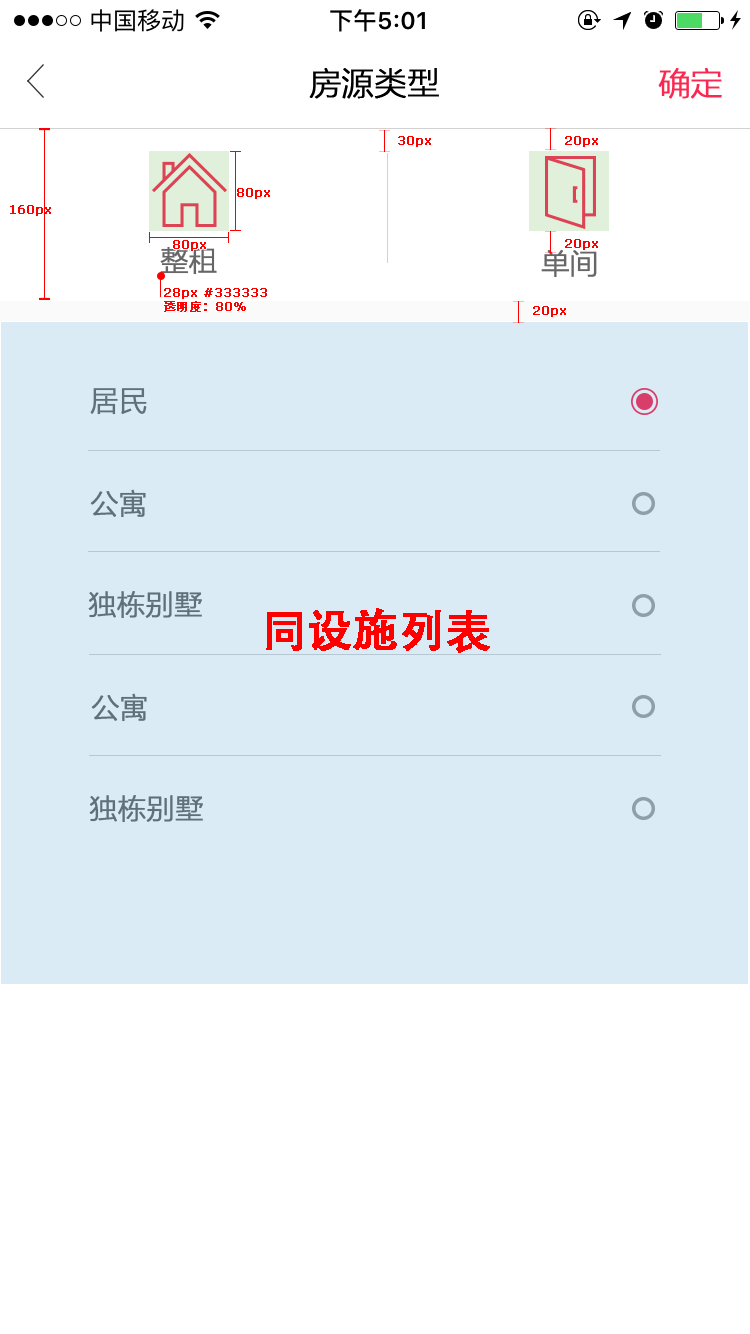 中国移动 下午5:01
房源类型 确定
30px 20px
160px 80px
80px 20px
整租 单间
28px #333333
透明度：80%
20px
居民
公寓
独栋别墅
同设施列表
公寓
独栋别墅